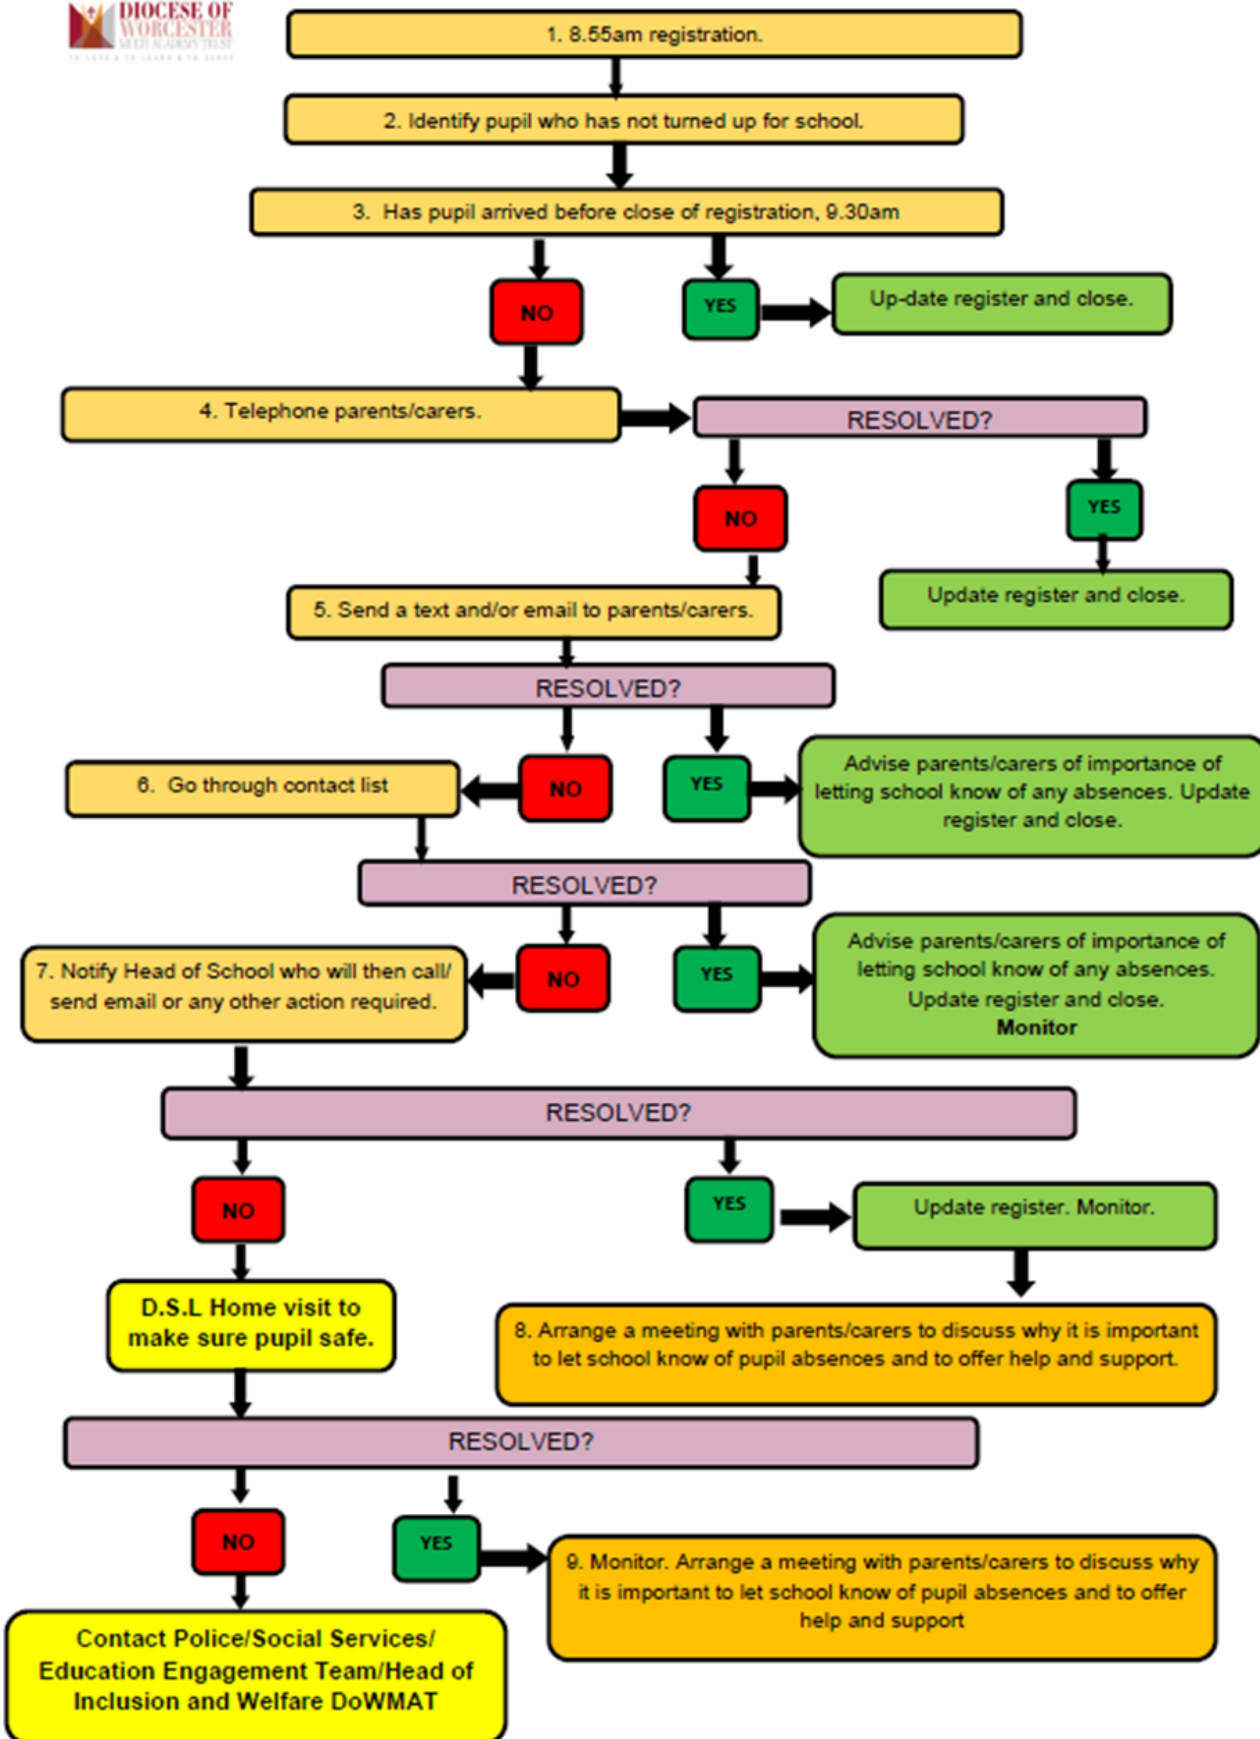 DIOCESE OF
WORCESTER
MULTI ACADEMY TRUST
TO LOVE | TO LEARN | TO SERVE
1. 8.55am registration.
2. Identify pupil who has not turned up for school.
3. Has pupil arrived before close of registration, 9.30am
NO
YES
Up-date register and close.
4. Telephone parents/carers.
RESOLVED?
NO
YES
Update register and close.
5. Send a text and/or email to parents/carers.
RESOLVED?
6. Go through contact list
NO
YES
Advise parents/carers of importance of
letting school know of any absences. Update
register and close.
RESOLVED?
7. Notify Head of School who will then call/
send email or any other action required.
NO
YES
Advise parents/carers of importance of
letting school know of any absences.
Update register and close.
Monitor
RESOLVED?
NO
YES
Update register. Monitor.
D.S.L Home visit to
make sure pupil safe.
8. Arrange a meeting with parents/carers to discuss why it is important
to let school know of pupil absences and to offer help and support.
RESOLVED?
NO
YES
9. Monitor. Arrange a meeting with parents/carers to discuss why
it is important to let school know of pupil absences and to offer
help and support
Contact Police/Social Services/
Education Engagement Team/Head of
Inclusion and Welfare DoWMAT